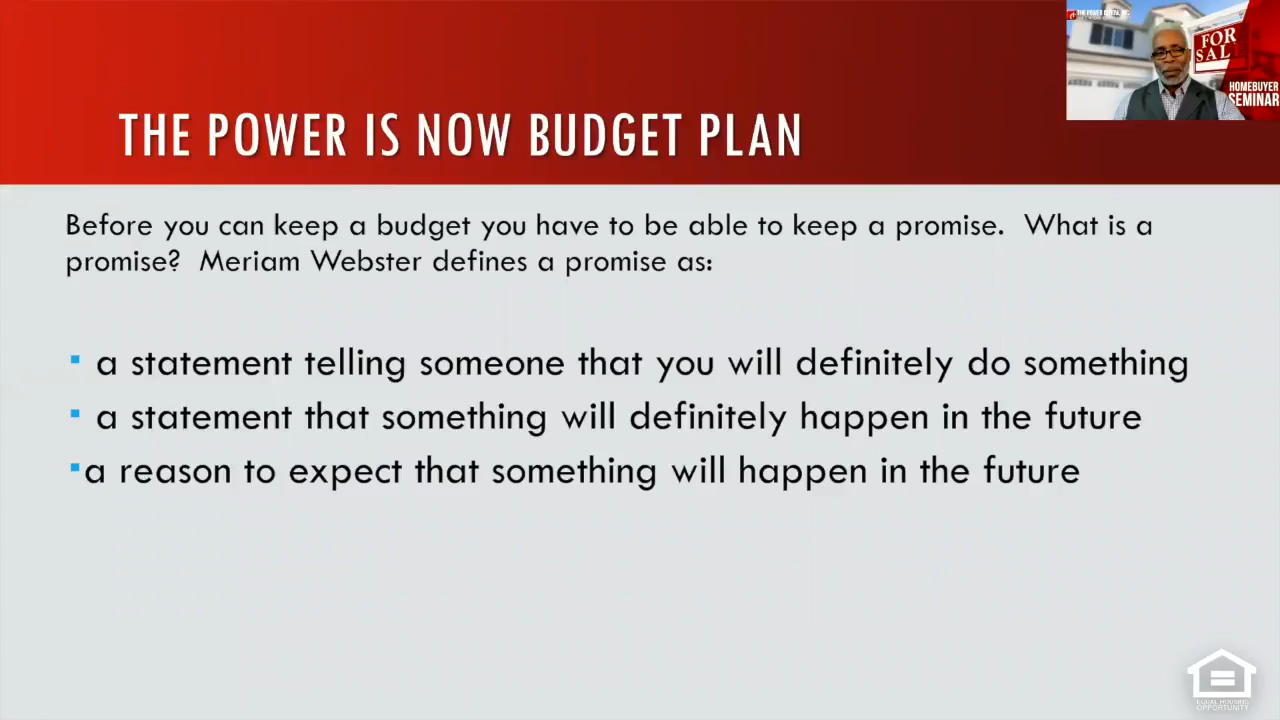 THE POWER IS NOW BUDGET PLAN
FOR
SAL
HOMEBUYER
SEMINAR
Before you can keep a budget you have to be able to keep a promise. What is a
promise? Meriam Webster defines a promise as:
▪ a statement telling someone that you will definitely do something
▪ a statement that something will definitely happen in the future
▪ a reason to expect that something will happen in the future
EQUAL HOUSING
OPPORTUNITY